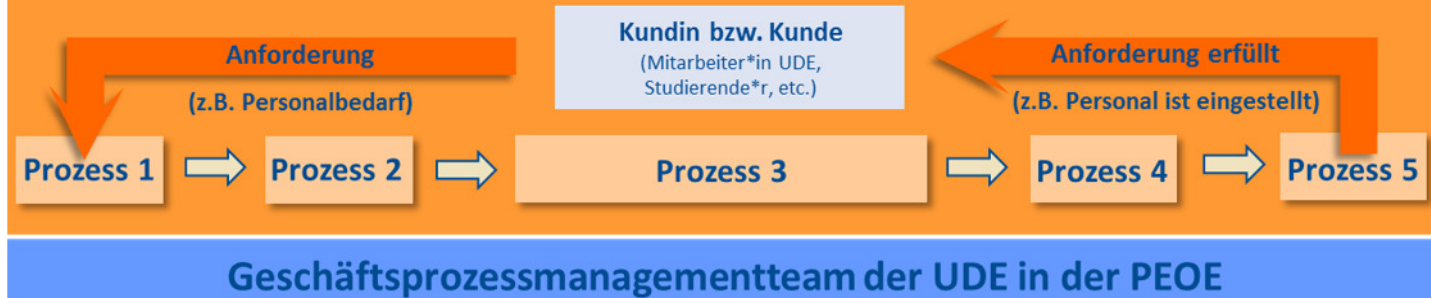 Kundin bzw. Kunde
(Mitarbeiter*in UDE,
Studierende*r, etc.)
Anforderung
(z.B. Personalbedarf)
Anforderung erfüllt
(z.B. Personal ist eingestellt)
Prozess 1
Prozess 2
Prozess 3
Prozess 4
Prozess 5
Geschäftsprozessmanagementteam der UDE in der PEOE